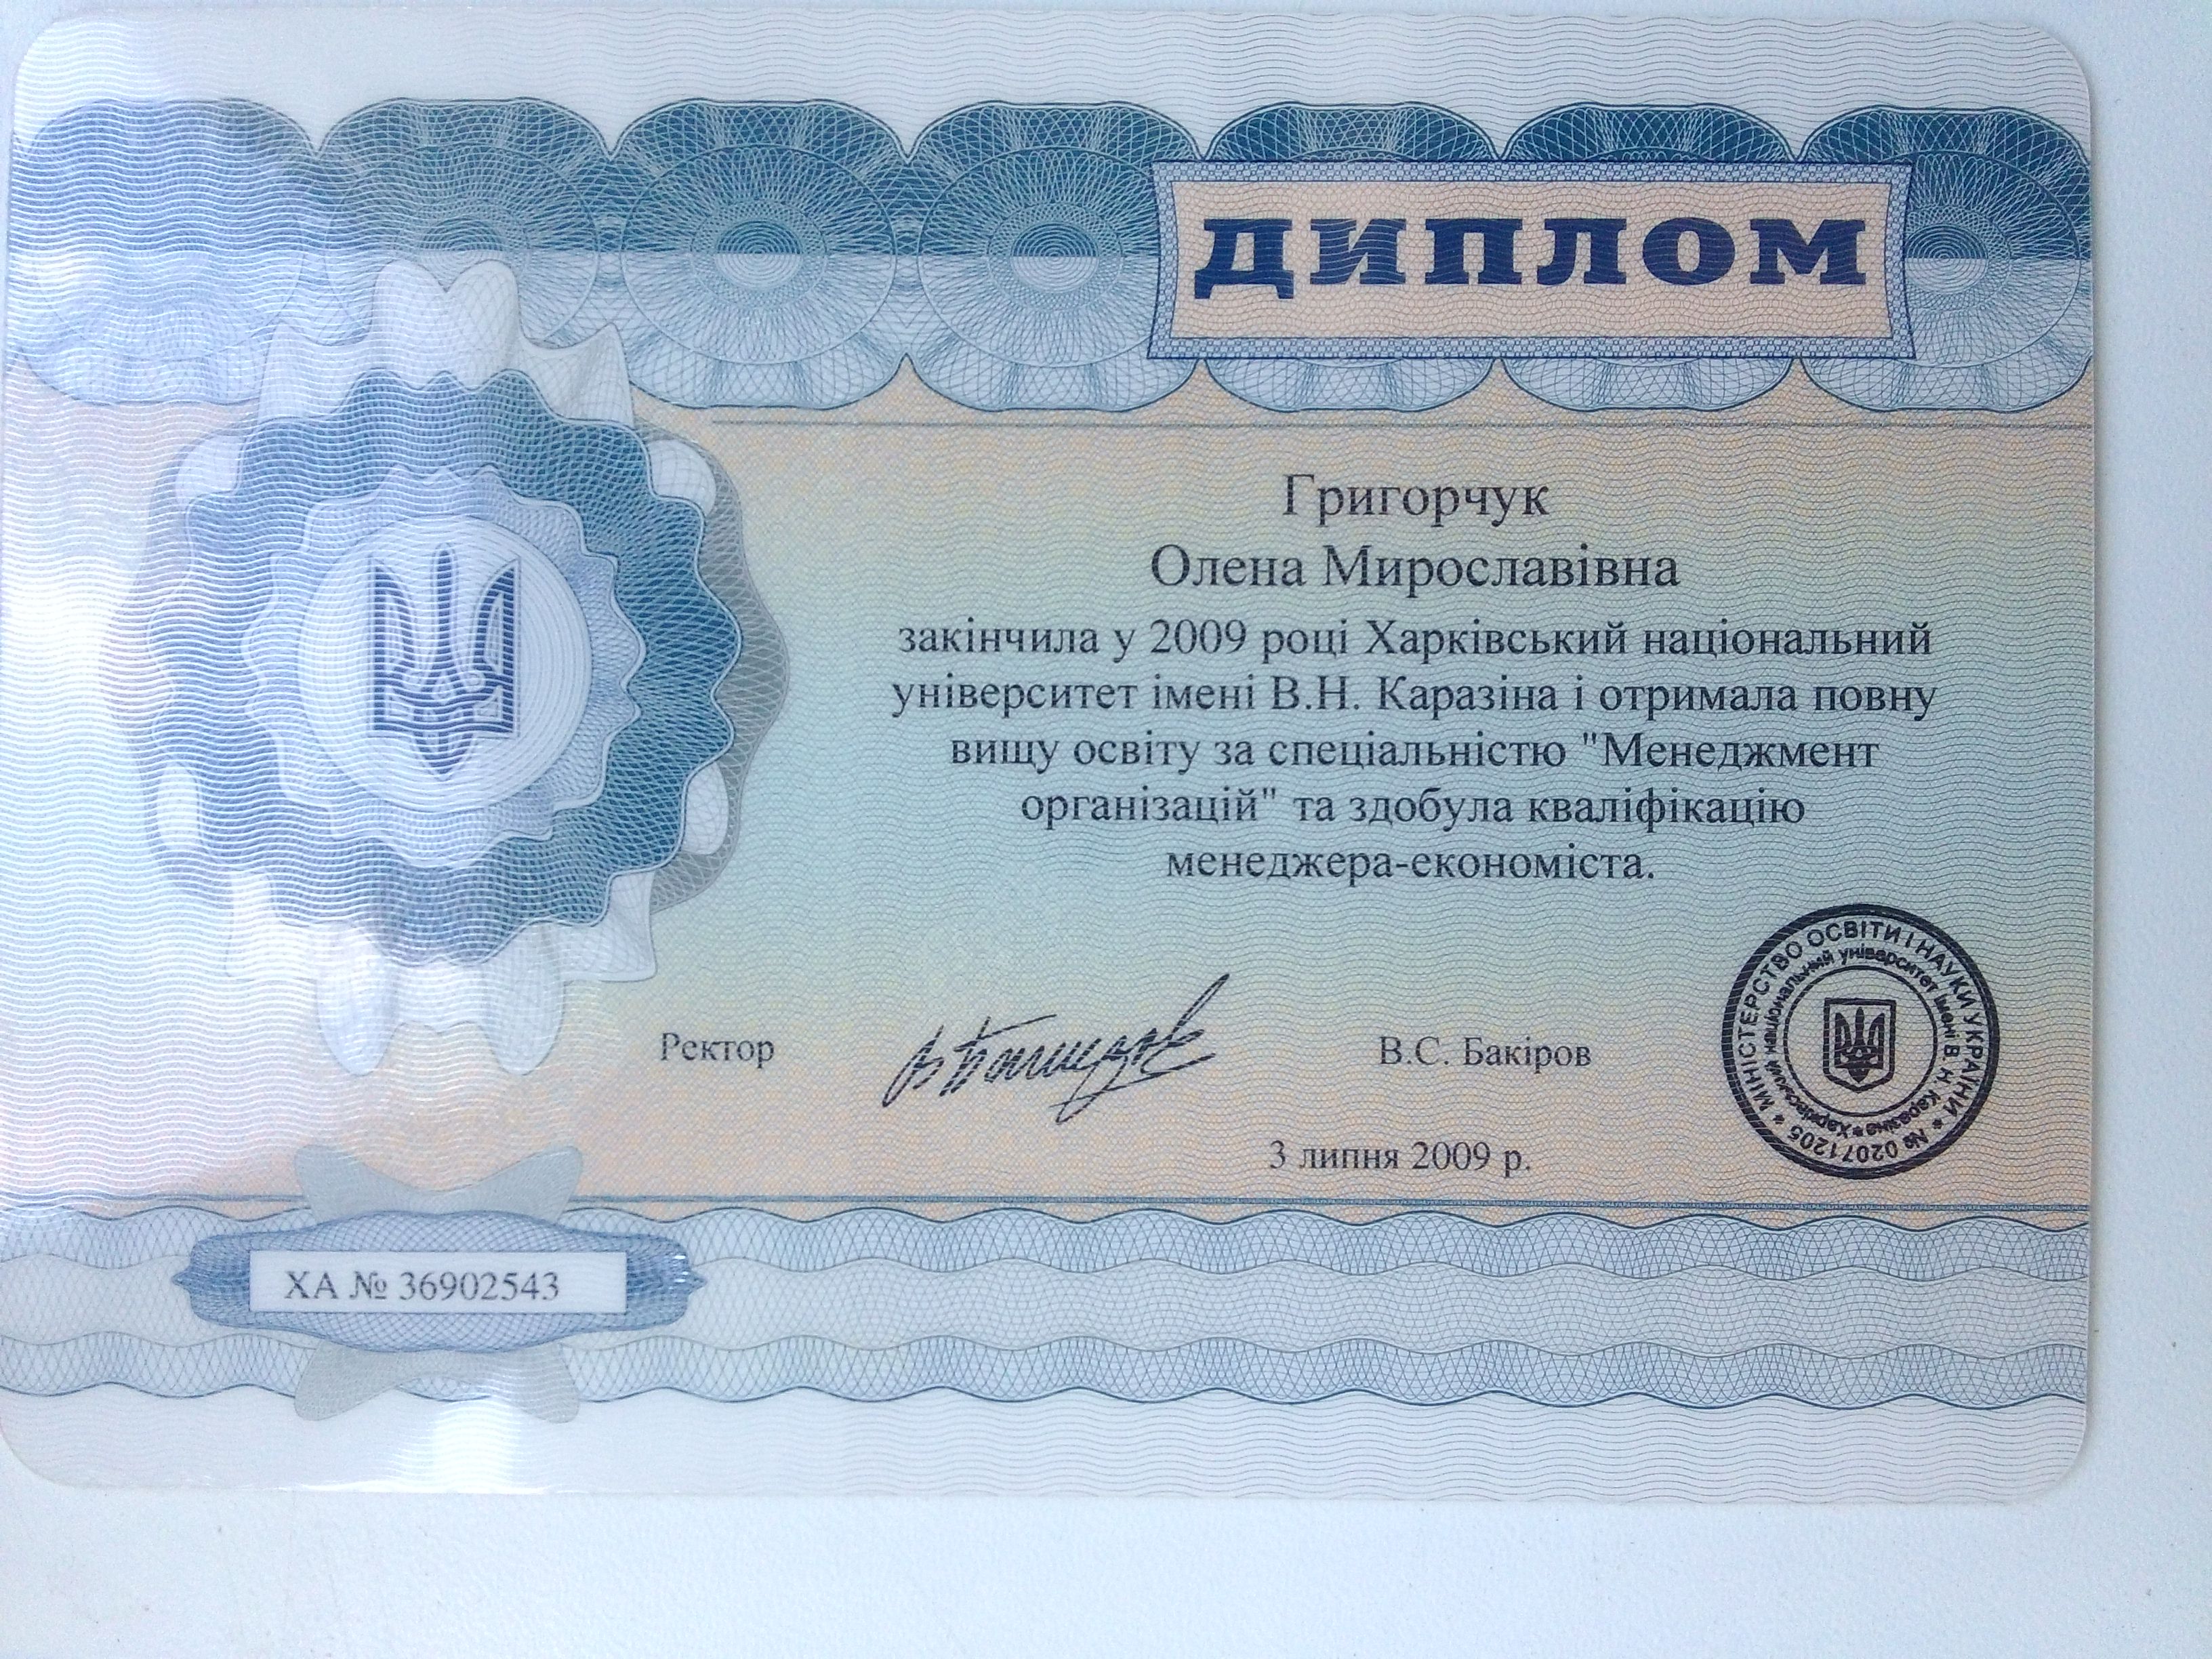 ДИПЛОМ
Григорчук
Олена Мирославівна
закінчила у 2009 році Харківський національний
університет імені В.Н. Каразіна і отримала повну
вищу освіту за спеціальністю "Менеджмент
організацій" та здобула кваліфікацію
менеджера-економіста.
Ректор
В.С. Бакіров
3 липня 2009 р.
МІНІСТЕРСТВО ОСВІТИ І НАУКИ УКРАЇНИ * № 02071205 *
Харківський національний університет імені В. Н. Каразіна *
ХА № 36902543